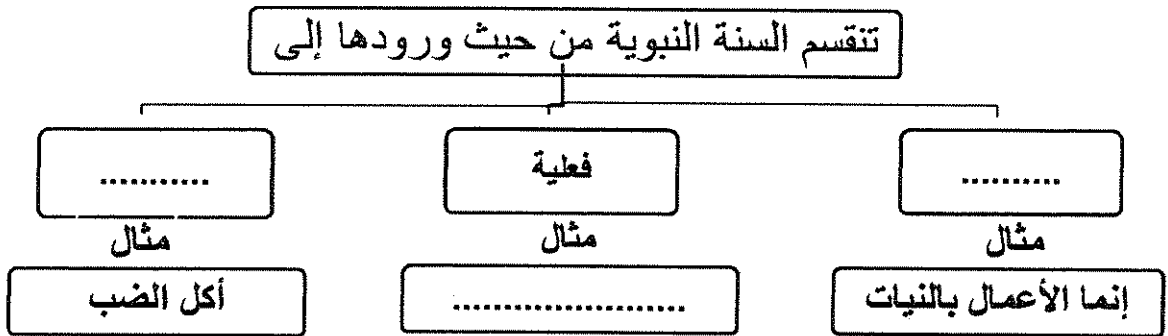 تنقسم السنة النبوية من حيث ورودها إلى
..........
فعلية
...........
مثال
مثال
مثال
إنما الأعمال بالنيات
........................
أكل الضب